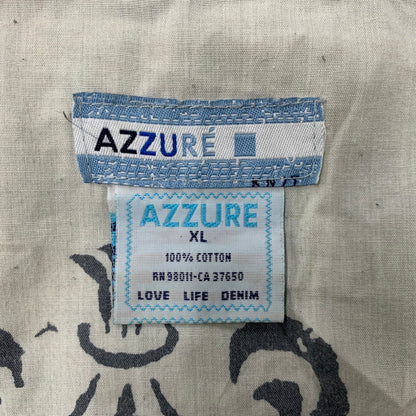 AZZURÉ
AZZURE
XL
100% COTTON
RN 98011-CA 37650
LOVE LIFE DENIM